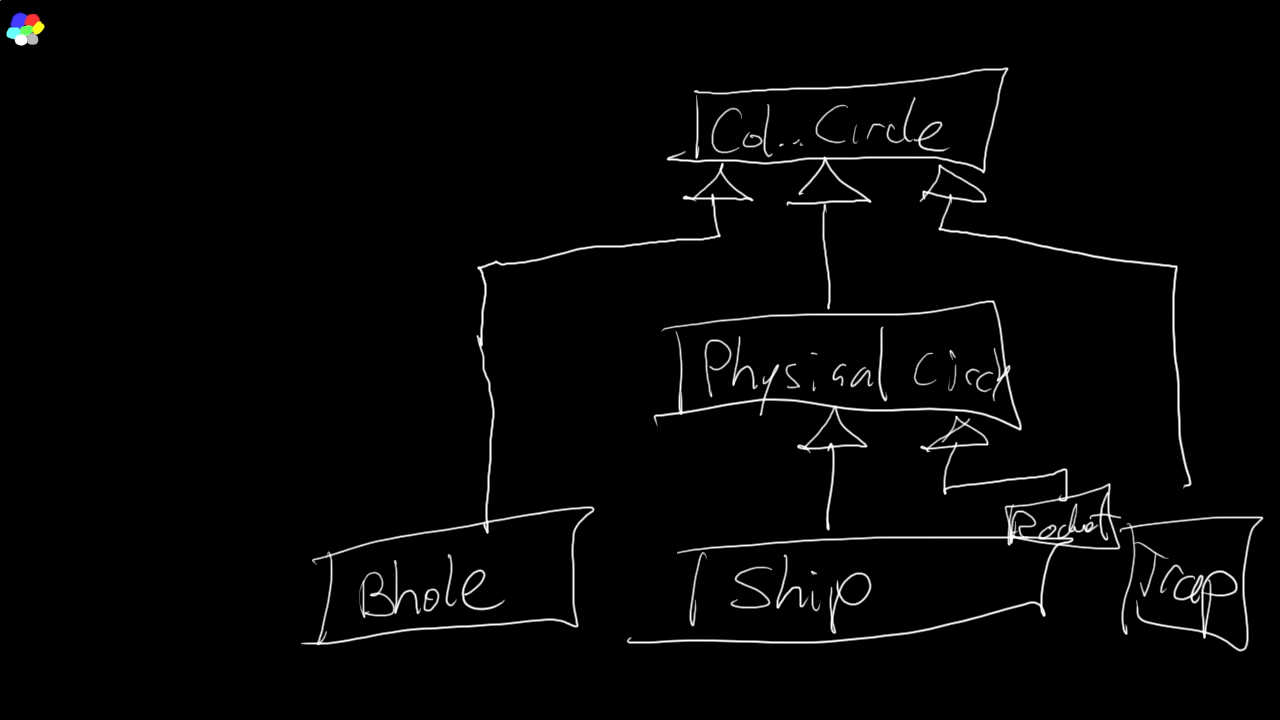 Col... Circle
Physical Circle
Rocket
Bhole
Ship
Trap